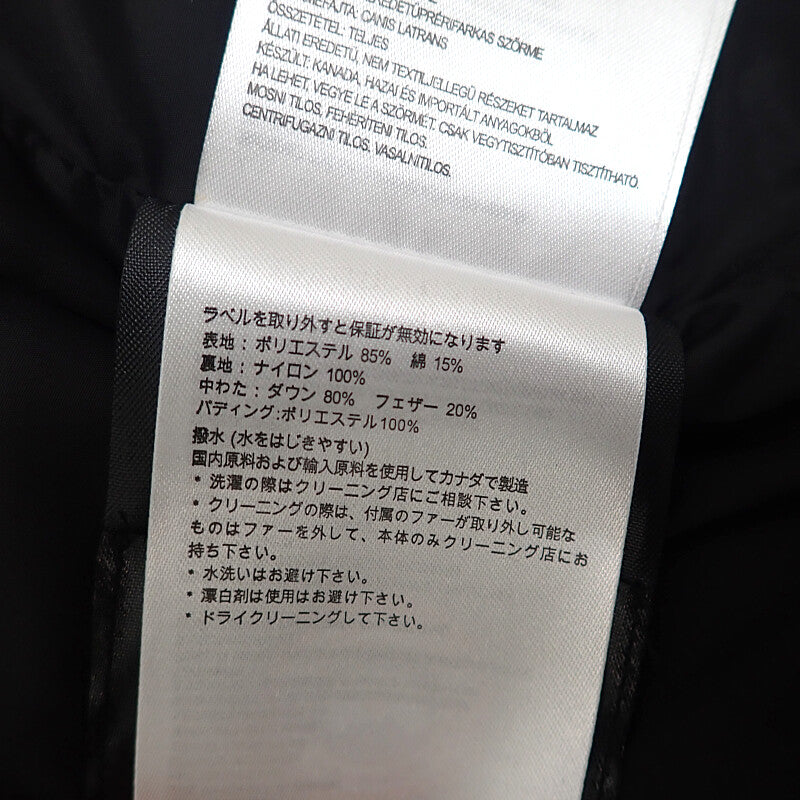 EREDETŰ PRÉRIFARKAS SZŐRME
CANIS LATRANS
ÖSSZETÉTEL: TELJES
ÁLLATI EREDETŰ, NEM TEXTILJELLEGŰ RÉSZEKET TARTALMAZ
KÉSZÜLT: KANADA, HAZAI ÉS IMPORTÁLT ANYAGOKBÓL
HA LEHET, VEGYE LE A SZŐRMÉT. CSAK VEGYTISZTÍTÓBAN TISZTÍTHATÓ.
MOSNI TILOS, FEHÉRÍTENI TILOS.
CENTRIFUGÁZNI TILOS. VASALNI TILOS.
ラベルを取り外すと保証が無効になります
表地：ポリエステル 85% 綿 15%
裏地：ナイロン 100%
中わた：ダウン 80% フェザー 20%
パディング:ポリエステル100%
撥水 (水をはじきやすい)
国内原料および輸入原料を使用してカナダで製造
* 洗濯の際はクリーニング店にご相談下さい。
* クリーニングの際は、付属のファーが取り外し可能な
ものはファーを外して、本体のみクリーニング店にお
持ち下さい。
* 水洗いはお避け下さい。
* 漂白剤は使用はお避け下さい。
* ドライクリーニングして下さい。